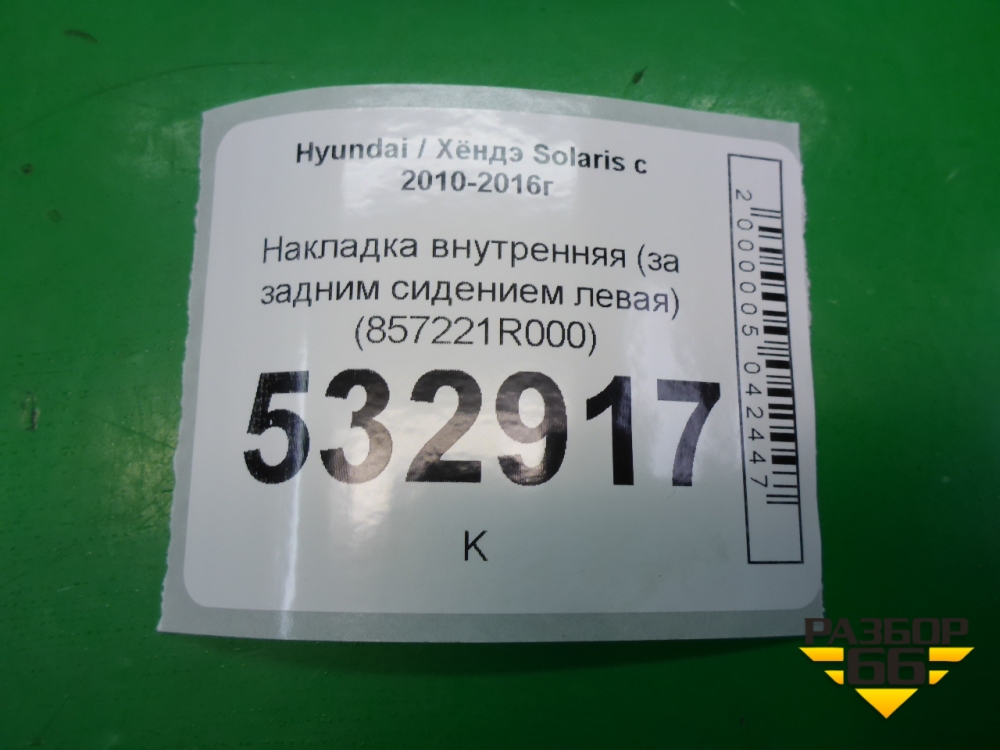 Hyundai / Хёндэ Solaris с
2010-2016г
Накладка внутренняя (за
задним сидением левая)
(857221R000)
532917
К
2000005042447
РАЗБОР
66